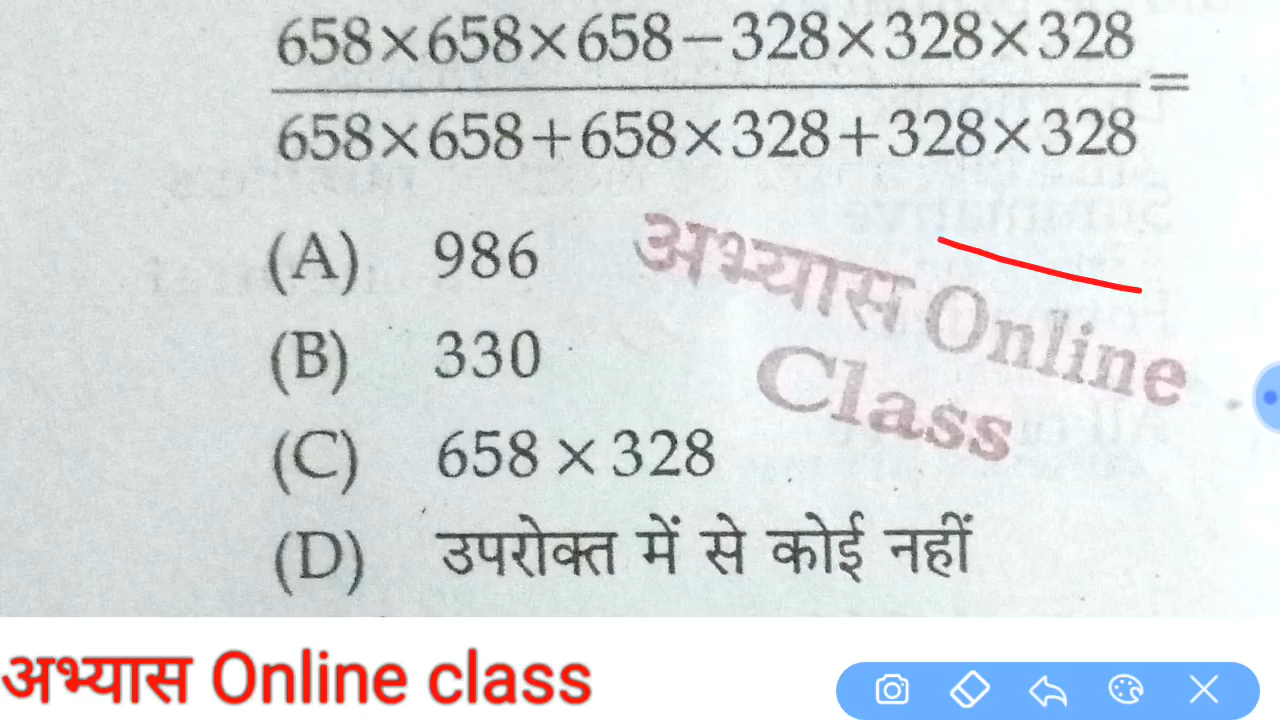 658×658×658−328×328×328
=
658×658+658×328+328×328
(A) 986
(B) 330
(C) 658×328
(D) उपरोक्त में से कोई नहीं
अभ्यास Online
Class
अभ्यास Online class